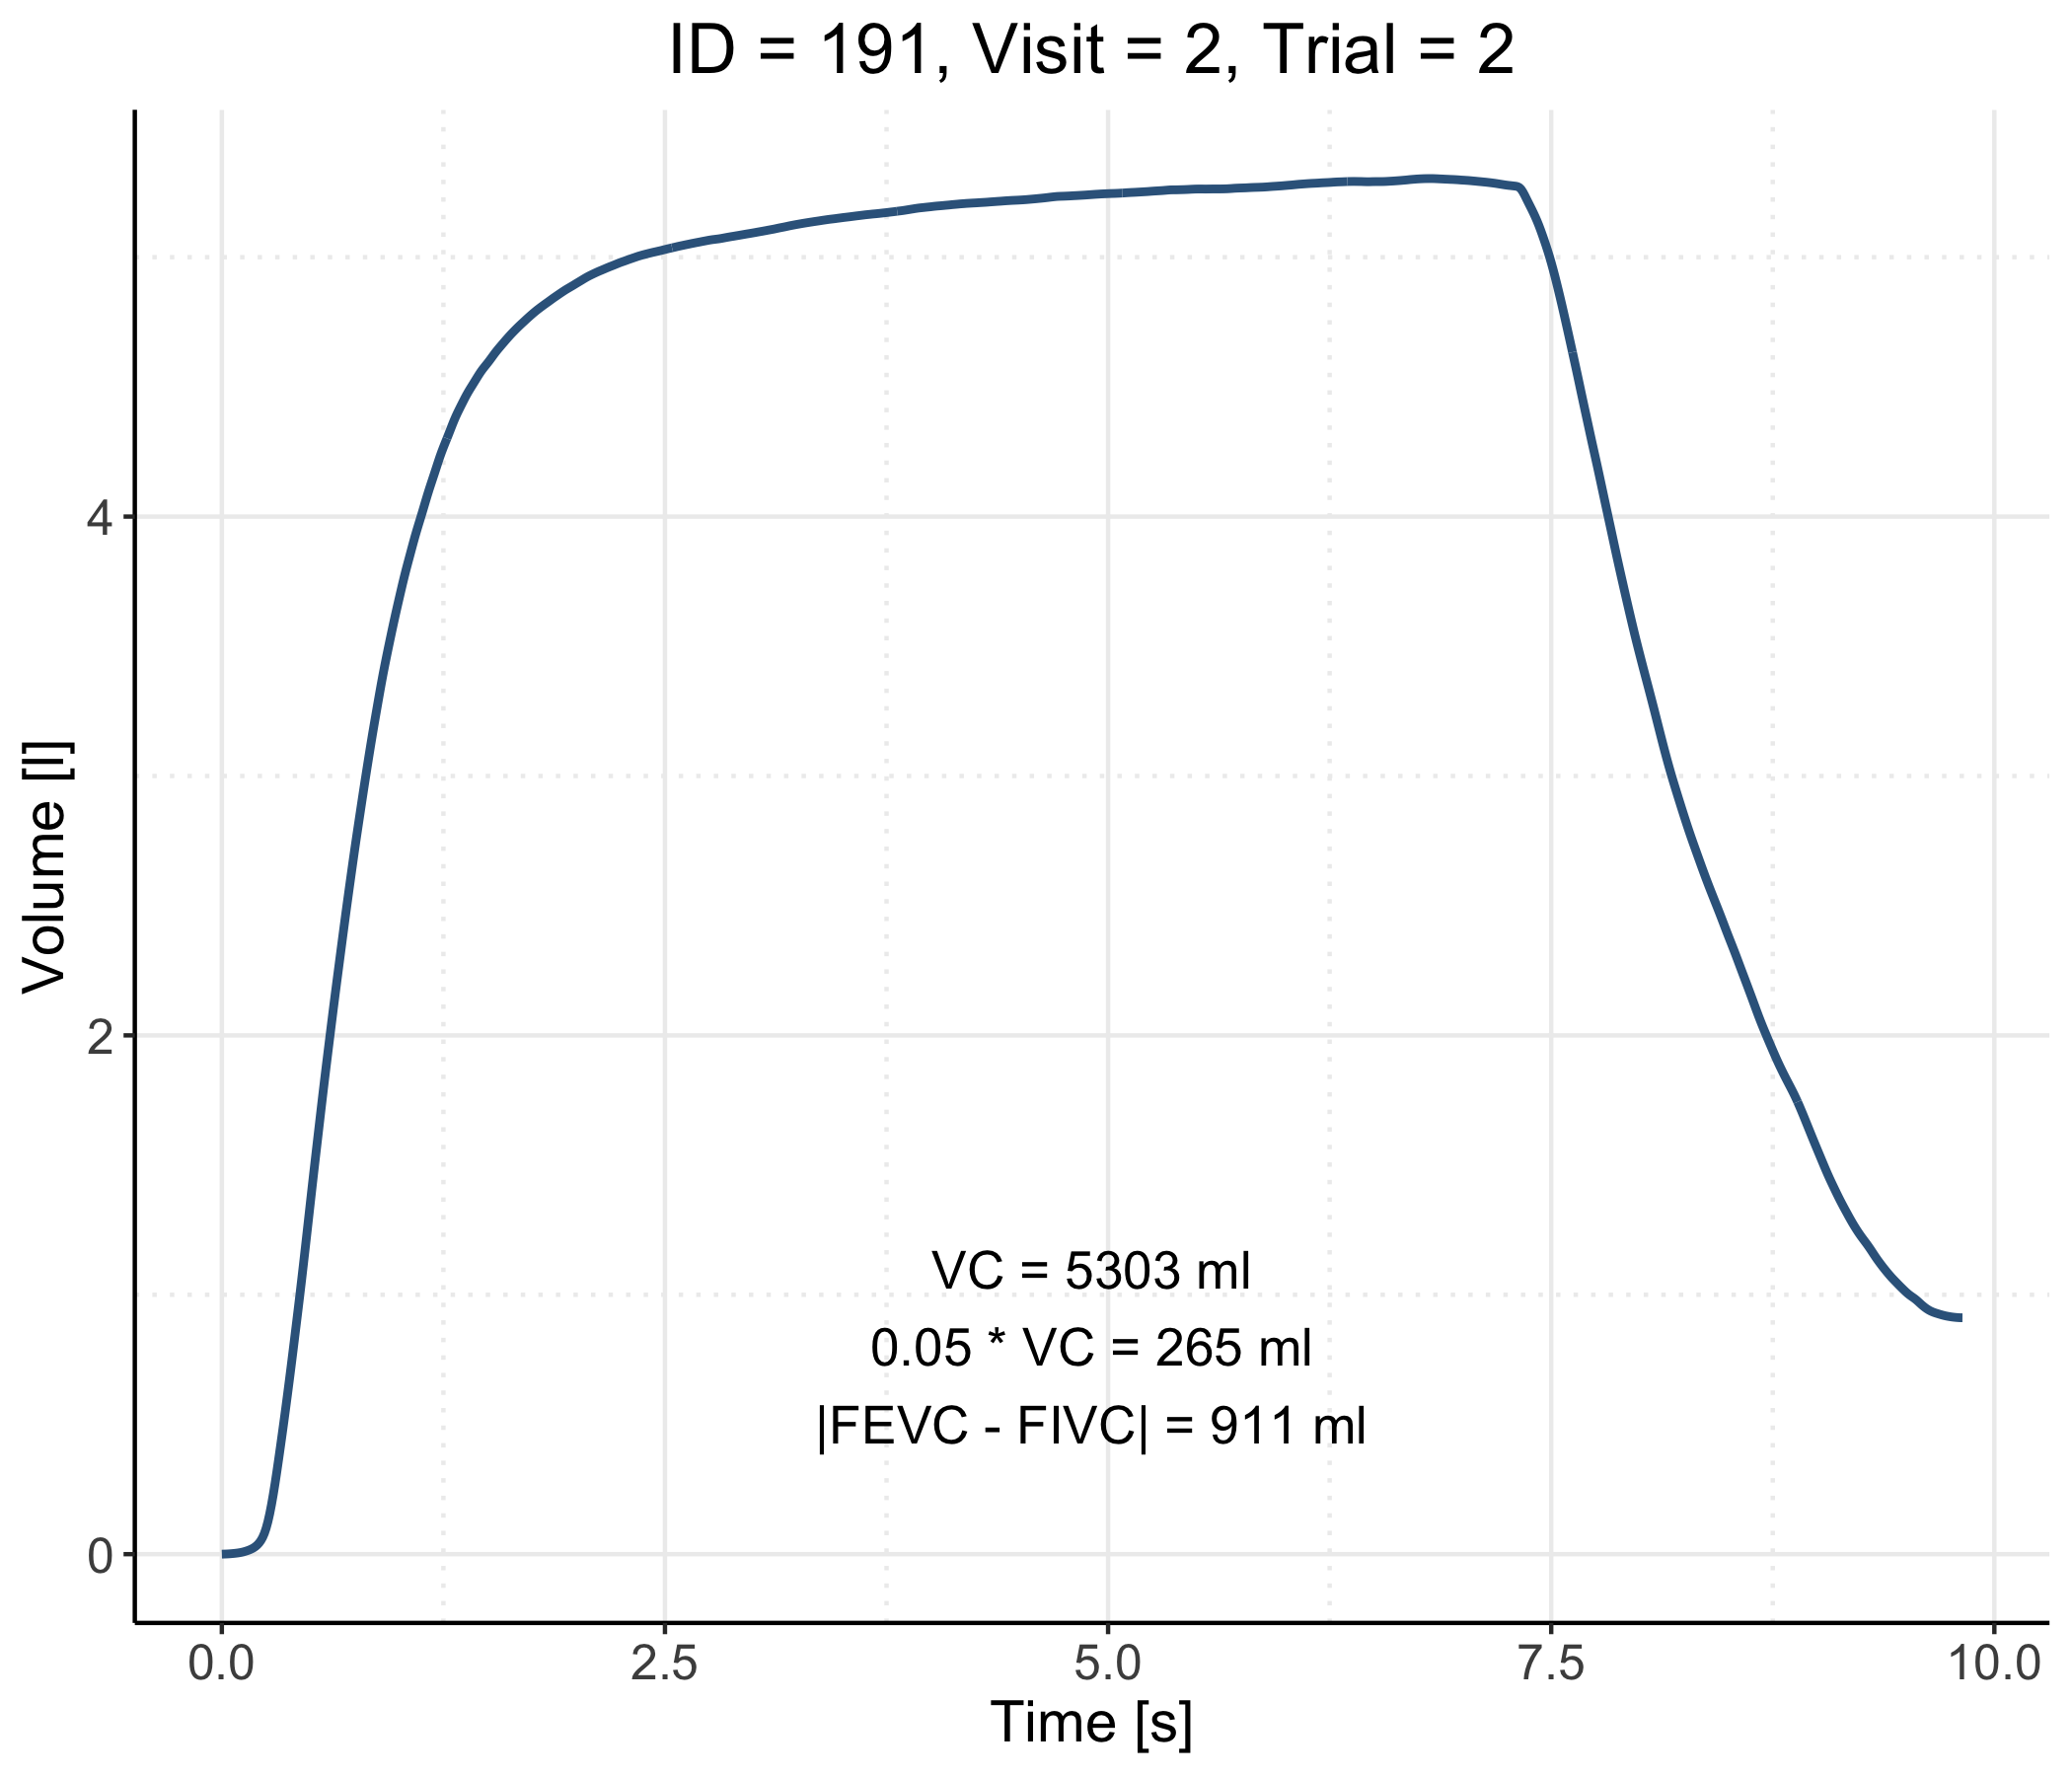 ID = 191, Visit = 2, Trial = 2
Volume [l]
4
2
0
VC = 5303 ml
0.05 * VC = 265 ml
|FEVC - FIVC| = 911 ml
0.0 2.5 5.0 7.5 10.0
Time [s]